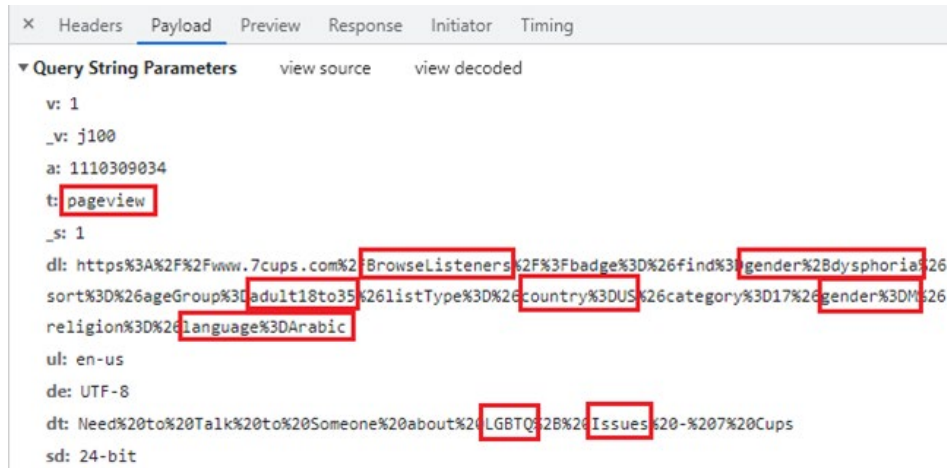 × Headers Payload Preview Response Initiator Timing
▼ Query String Parameters view source view decoded
v: 1
_v: j100
a: 1110309034
t: pageview
_s: 1
dl: https%3A%2F%2Fwww.7cups.com%2FBrowseListeners%2F%3Fbadge%3D%26find%3Dgender%2Bdysphoria%26
sort%3D%26ageGroup%3Dadult18to35%26listType%3D%26country%3DUS%26category%3D17%26gender%3DM%26
religion%3D%26language%3DArabic
ul: en-us
de: UTF-8
dt: Need%20to%20Talk%20to%20Someone%20about%20LGBTQ%2B%20Issues%20-%207%20Cups
sd: 24-bit